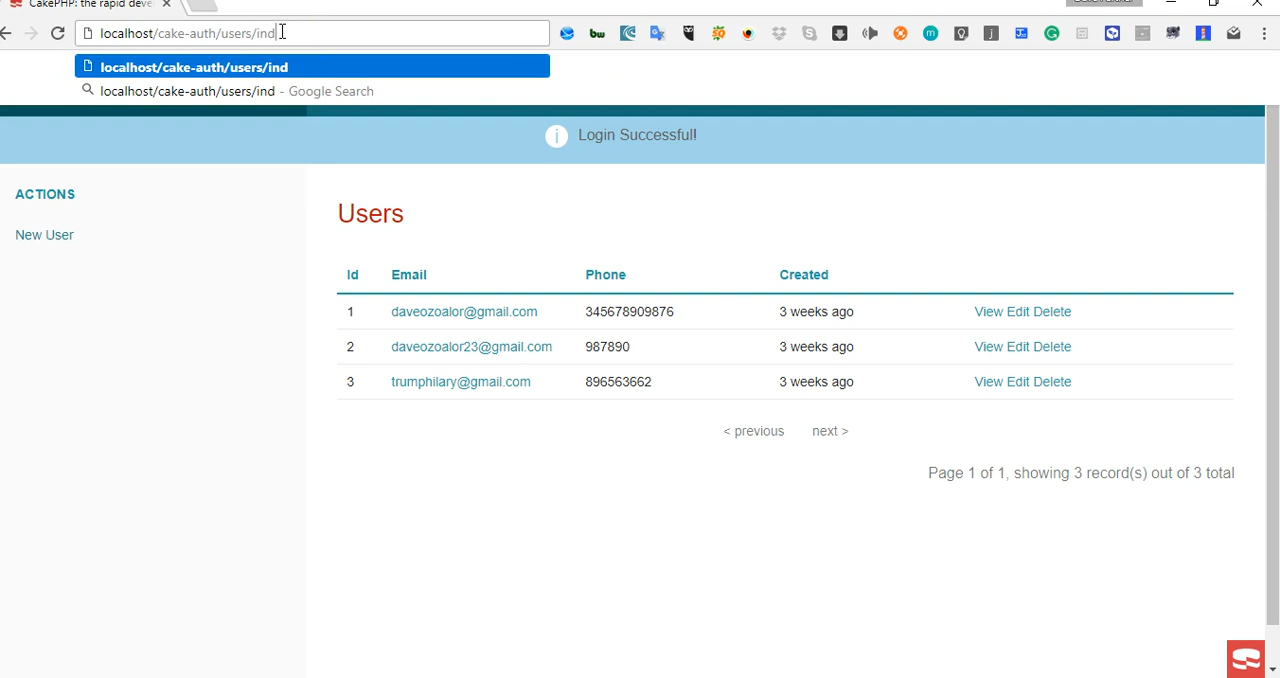 CakePHP: the rapid deve
localhost/cake-auth/users/ind
localhost/cake-auth/users/ind
localhost/cake-auth/users/ind - Google Search
Login Successful!
ACTIONS
New User
Users
Id Email Phone Created
1 daveozoalor@gmail.com 345678909876 3 weeks ago View Edit Delete
2 daveozoalor23@gmail.com 987890 3 weeks ago View Edit Delete
3 trumphilary@gmail.com 896563662 3 weeks ago View Edit Delete
< previous next >
Page 1 of 1, showing 3 record(s) out of 3 total